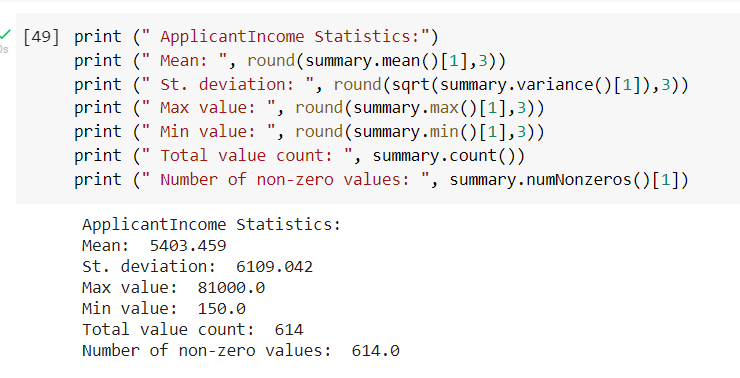 [49] print (" ApplicantIncome Statistics:")
print (" Mean: ", round(summary.mean()[1],3))
print (" St. deviation: ", round(sqrt(summary.variance()[1]),3))
print (" Max value: ", round(summary.max()[1],3))
print (" Min value: ", round(summary.min()[1],3))
print (" Total value count: ", summary.count())
print (" Number of non-zero values: ", summary.numNonzeros()[1])
ApplicantIncome Statistics:
Mean:  5403.459
St. deviation:  6109.042
Max value:  81000.0
Min value:  150.0
Total value count:  614
Number of non-zero values:  614.0